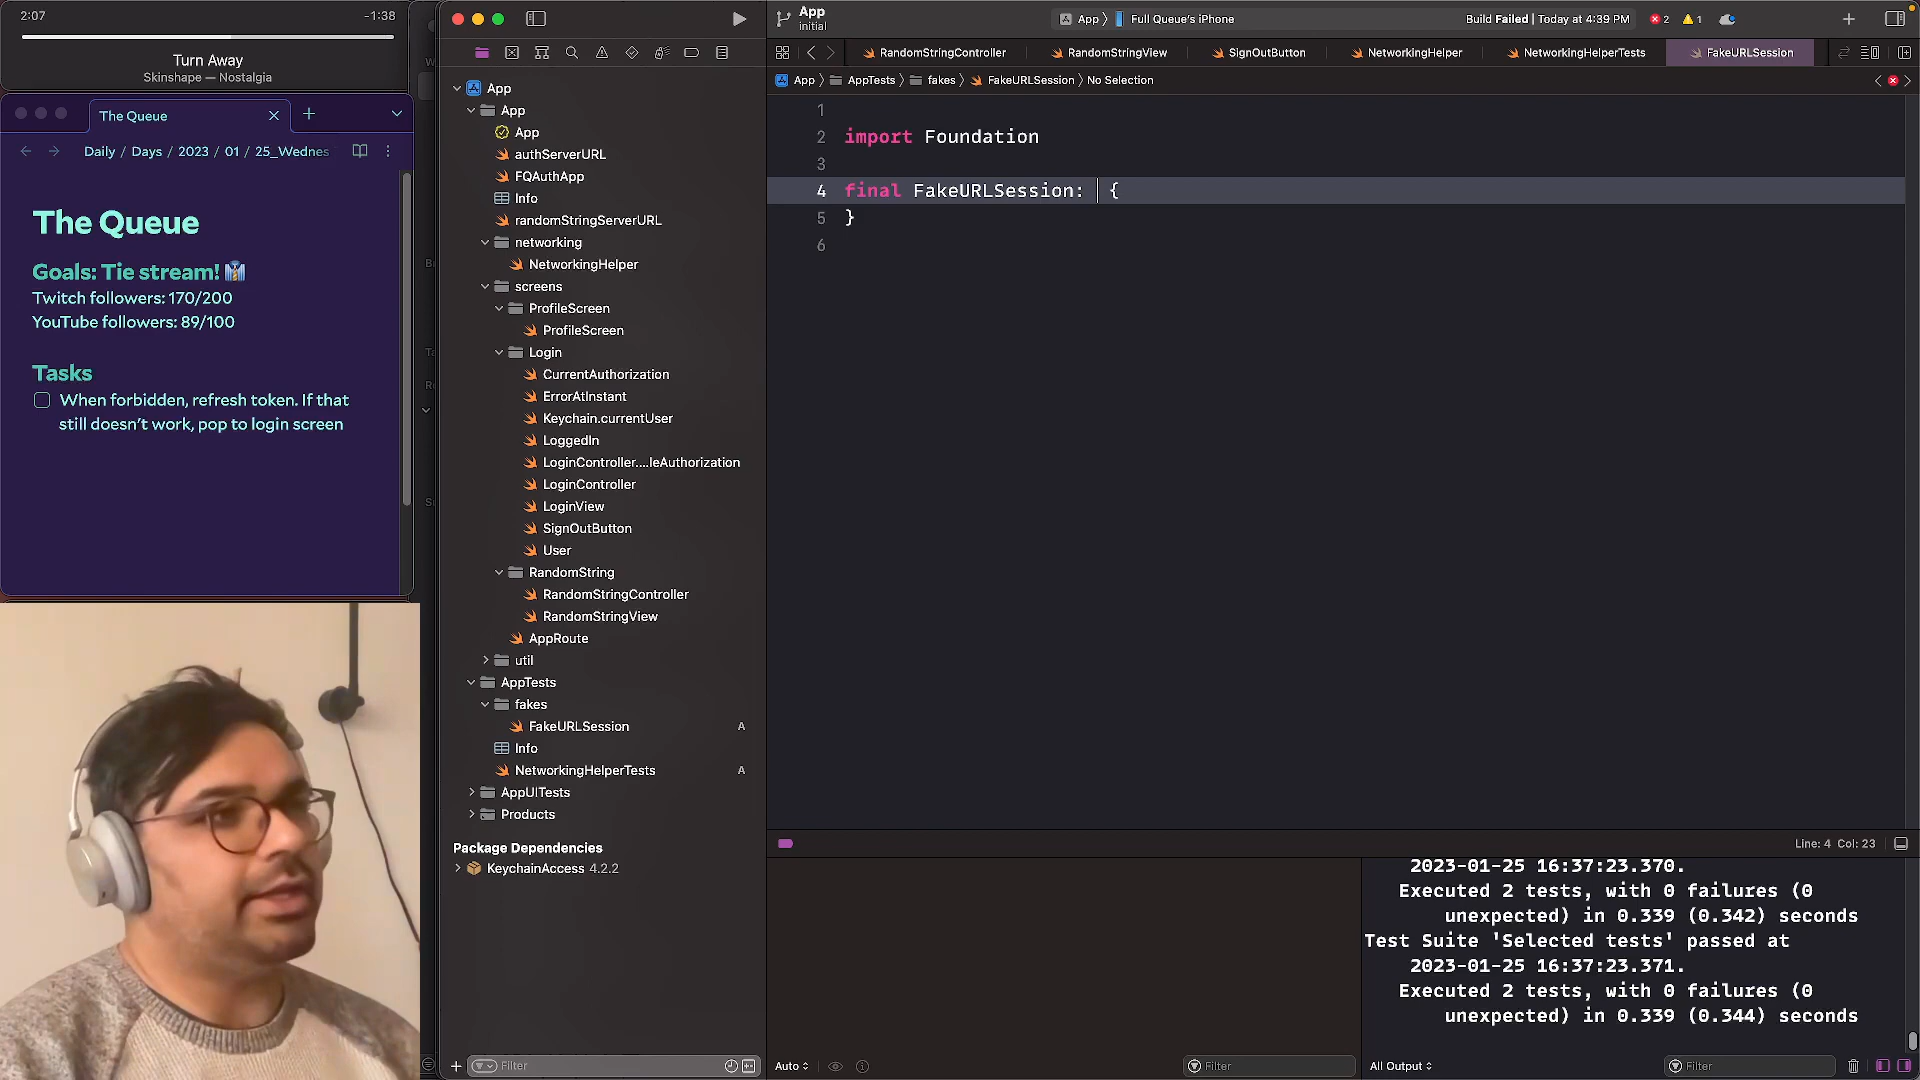 2:07
-1:38
Turn Away
Skinshape — Nostalgia
The Queue
Daily / Days / 2023 / 01 / 25_Wednes
The Queue
Goals: Tie stream!
Twitch followers: 170/200
YouTube followers: 89/100
Tasks
When forbidden, refresh token. If that
still doesn't work, pop to login screen
App
App
App
authServerURL
FQAuthApp
Info
randomStringServerURL
networking
NetworkingHelper
screens
ProfileScreen
ProfileScreen
Login
CurrentAuthorization
ErrorAtInstant
Keychain.currentUser
LoggedIn
LoginController....leAuthorization
LoginController
LoginView
SignOutButton
User
RandomString
RandomStringController
RandomStringView
AppRoute
util
AppTests
fakes
FakeURLSession A
Info
NetworkingHelperTests A
AppUITests
Products
Package Dependencies
KeychainAccess 4.2.2
Filter
App
initial
App 〉 Full Queue's iPhone
Build Failed | Today at 4:39 PM 2 1
RandomStringController
RandomStringView
SignOutButton
NetworkingHelper
NetworkingHelperTests
FakeURLSession
App 〉 AppTests 〉 fakes 〉 FakeURLSession 〉 No Selection
1
2 import Foundation
3
4 final FakeURLSession: {
5 }
6
Line: 4 Col: 23
2023-01-25 16:37:23.370.
Executed 2 tests, with 0 failures (0
unexpected) in 0.339 (0.342) seconds
Test Suite 'Selected tests' passed at
2023-01-25 16:37:23.371.
Executed 2 tests, with 0 failures (0
unexpected) in 0.339 (0.344) seconds
Auto
Filter
All Output
Filter